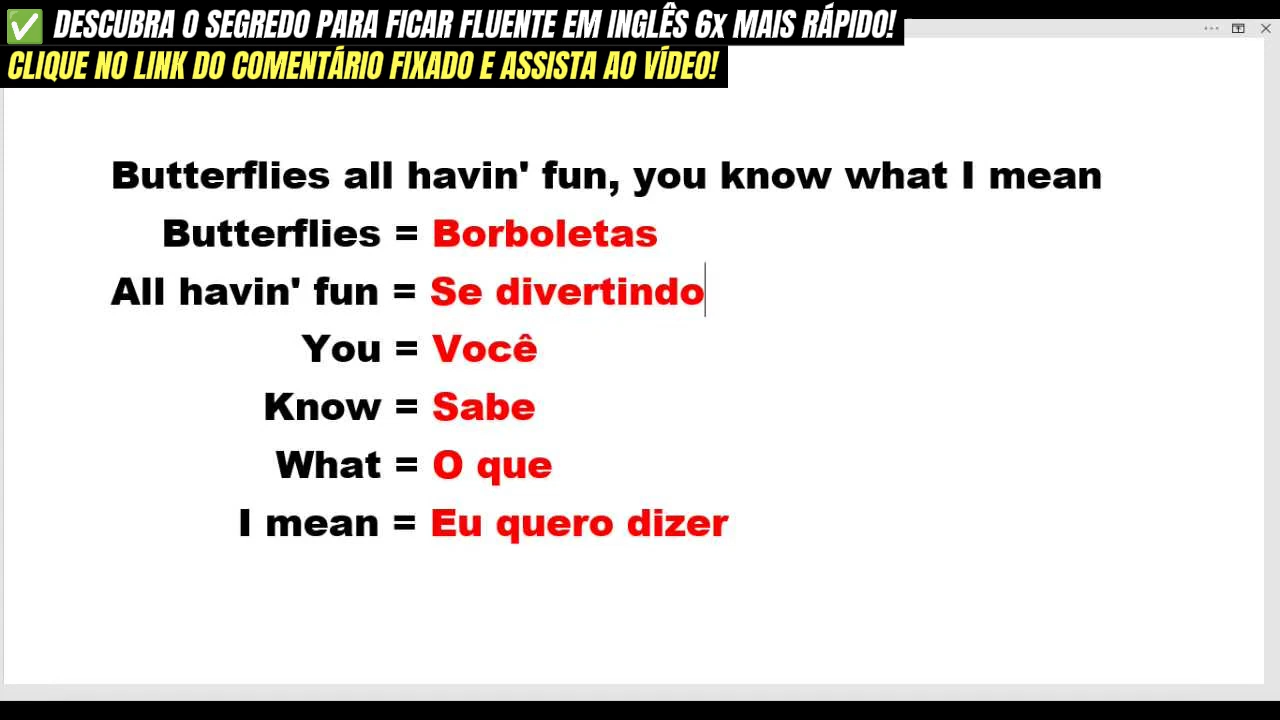 ✅ DESCUBRA O SEGREDO PARA FICAR FLUENTE EM INGLÊS 6x MAIS RÁPIDO!
CLIQUE NO LINK DO COMENTÁRIO FIXADO E ASSISTA AO VÍDEO!
Butterflies all havin' fun, you know what I mean
Butterflies = Borboletas
All havin' fun = Se divertindo
You = Você
Know = Sabe
What = O que
I mean = Eu quero dizer